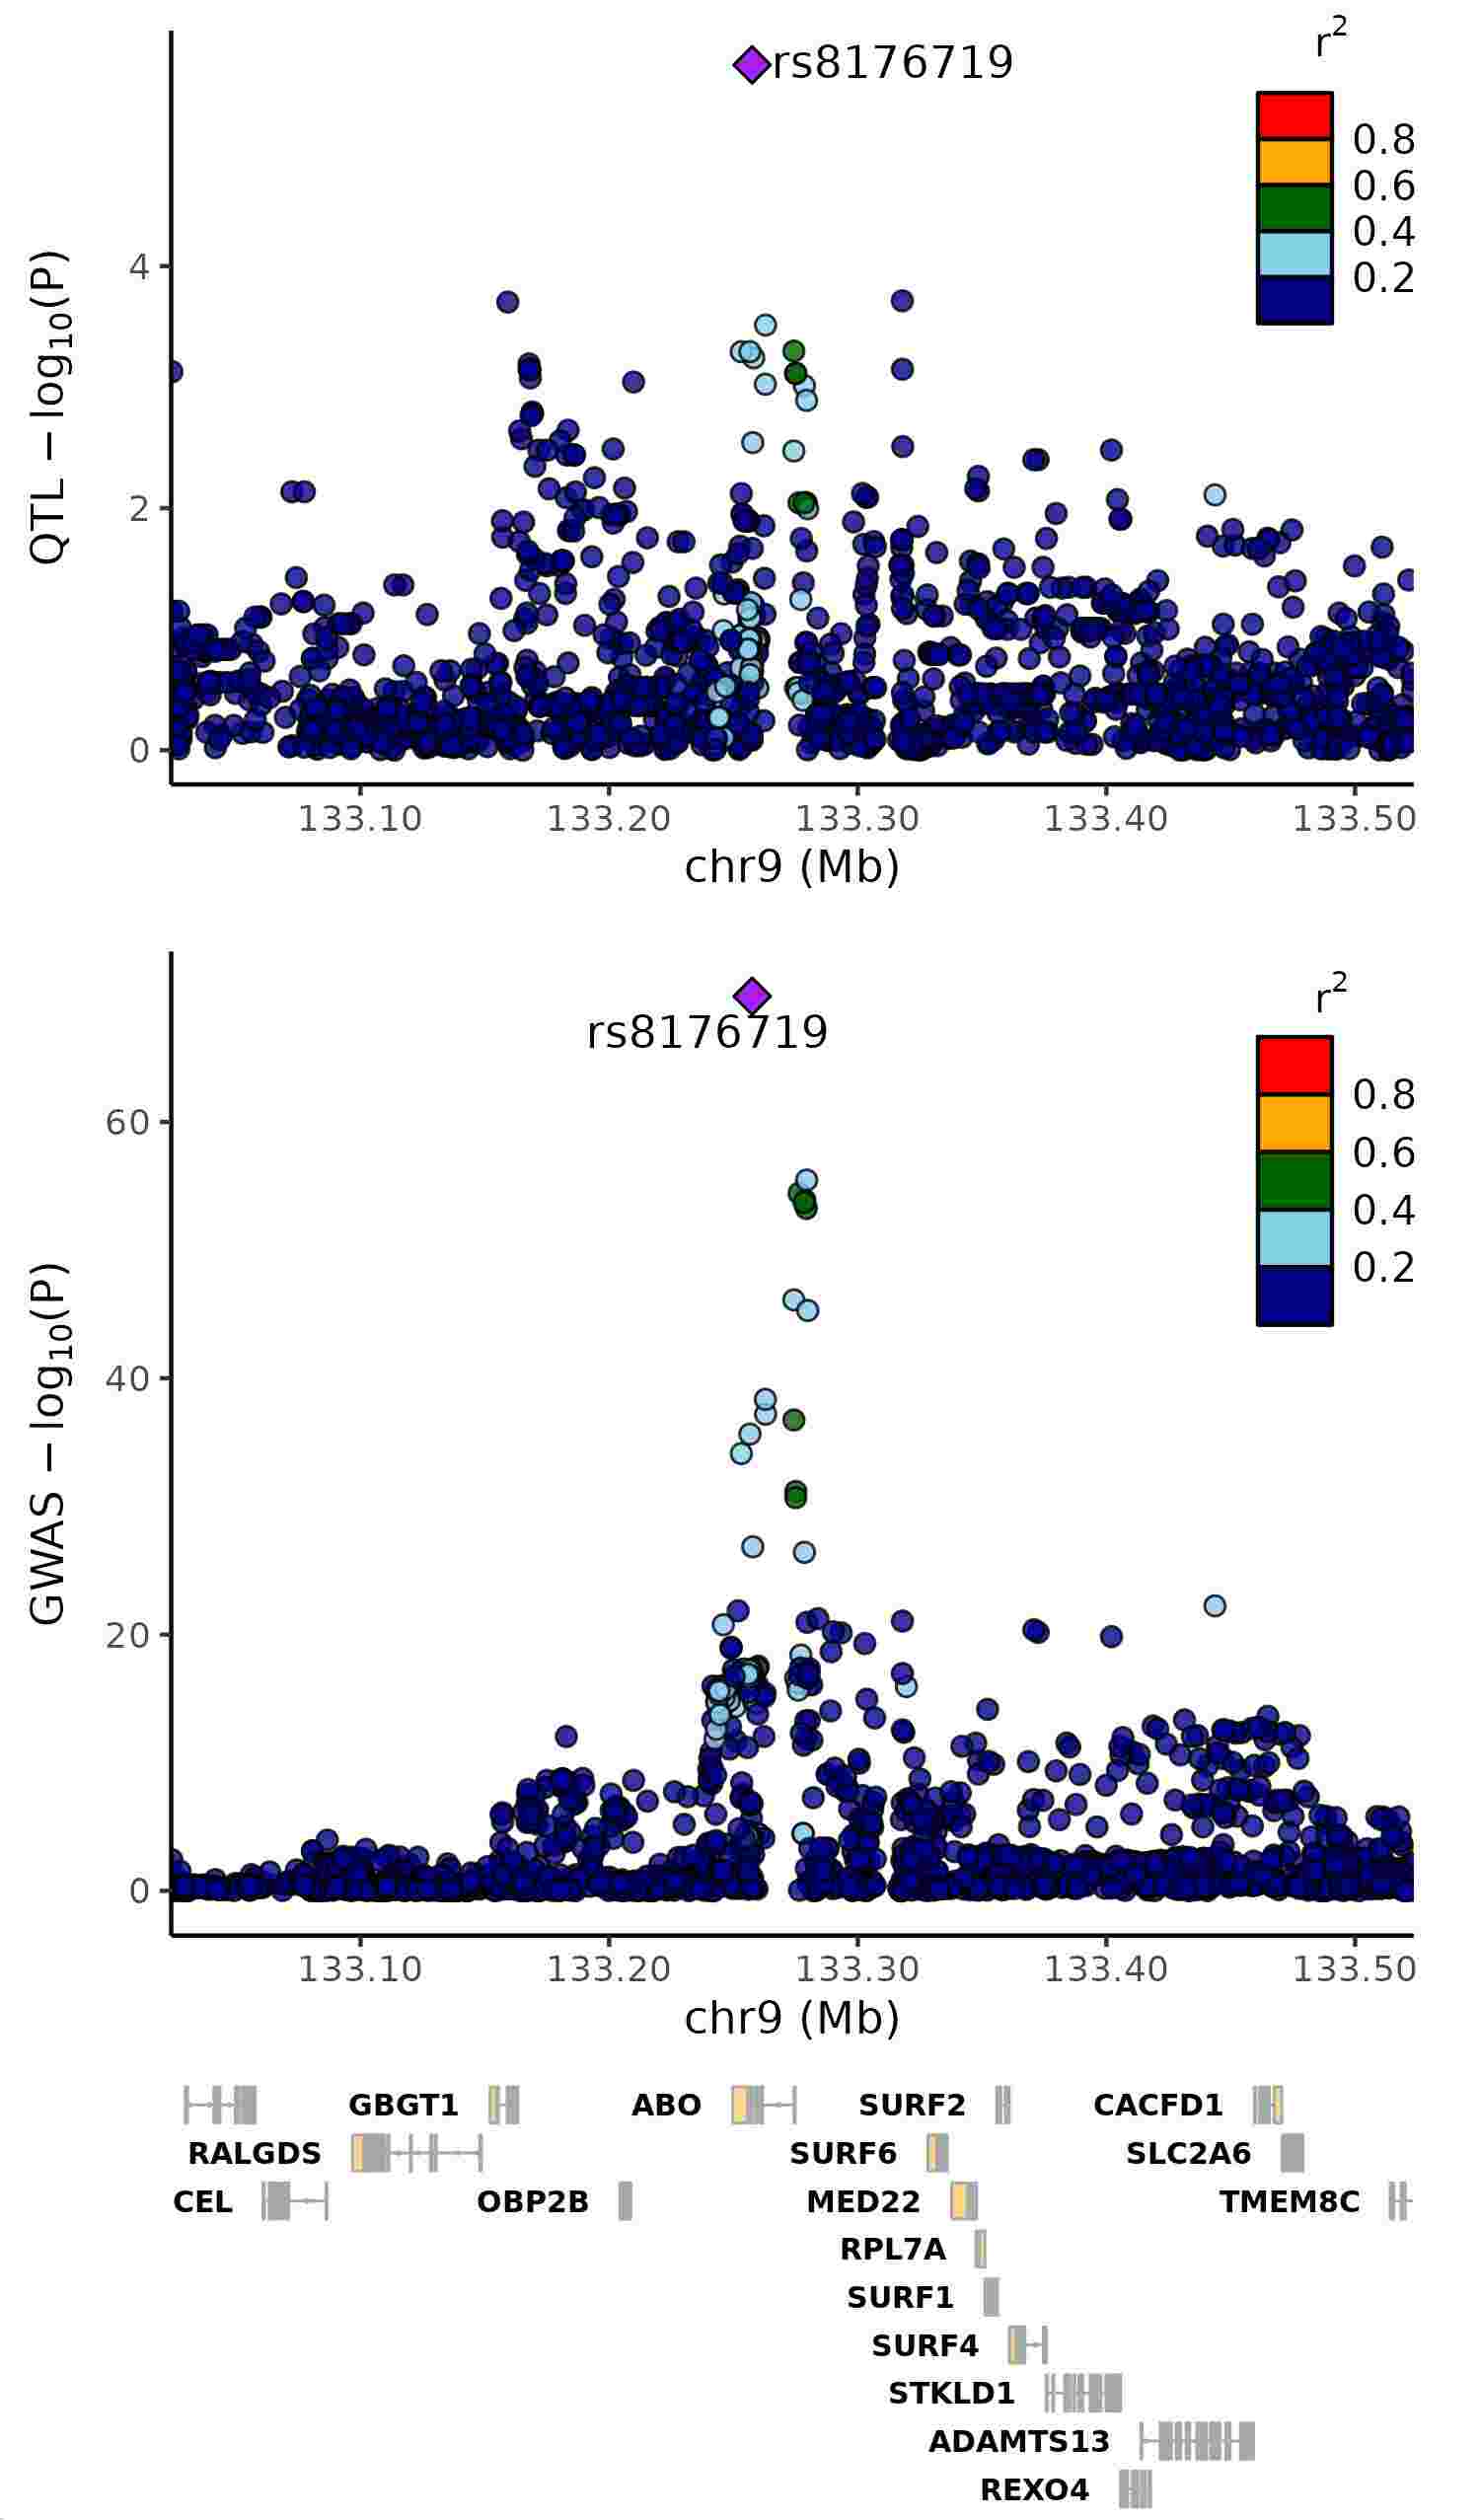 rs8176719
r2
0.8
0.6
0.4
0.2
QTL − log10(P)
4
2
0
133.10 133.20 133.30 133.40 133.50
chr9 (Mb)
rs8176719
r2
0.8
0.6
0.4
0.2
GWAS − log10(P)
60
40
20
0
133.10 133.20 133.30 133.40 133.50
chr9 (Mb)
GBGT1 ABO SURF2 CACFD1
RALGDS SURF6 SLC2A6
CEL OBP2B MED22 TMEM8C
RPL7A
SURF1
SURF4
STKLD1
ADAMTS13
REXO4